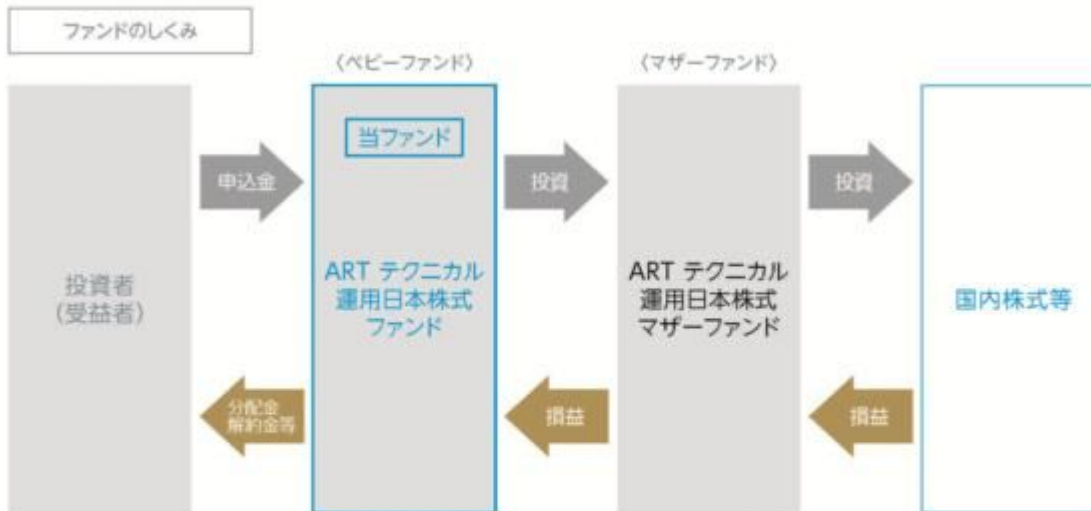 ファンドのしくみ
〈ベビーファンド〉
〈マザーファンド〉
当ファンド
申込金
投資
投資
投資者
(受益者)
ART テクニカル
運用日本株式
ファンド
ART テクニカル
運用日本株式
マザーファンド
国内株式等
分配金
解約金等
損益
損益